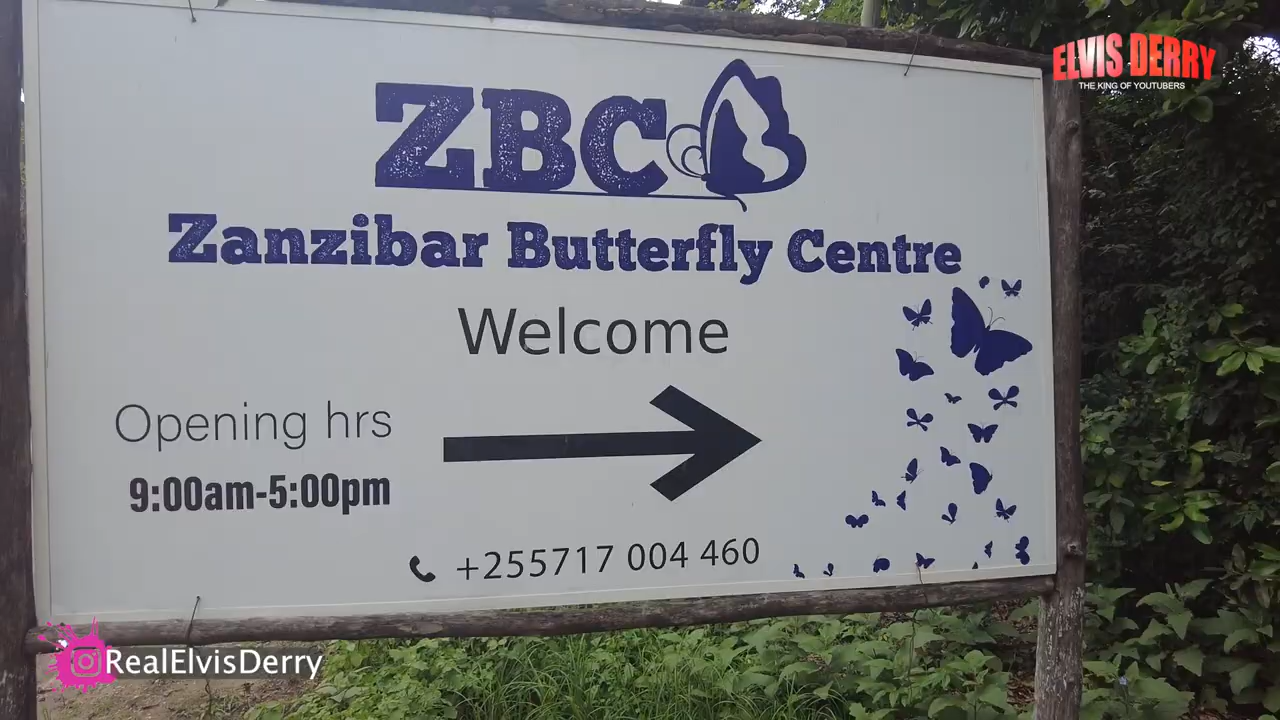 ELVIS DERRY
THE KING OF YOUTUBERS
ZBC
Zanzibar Butterfly Centre
Welcome
Opening hrs
9:00am-5:00pm
+255717 004 460
RealElvisDerry